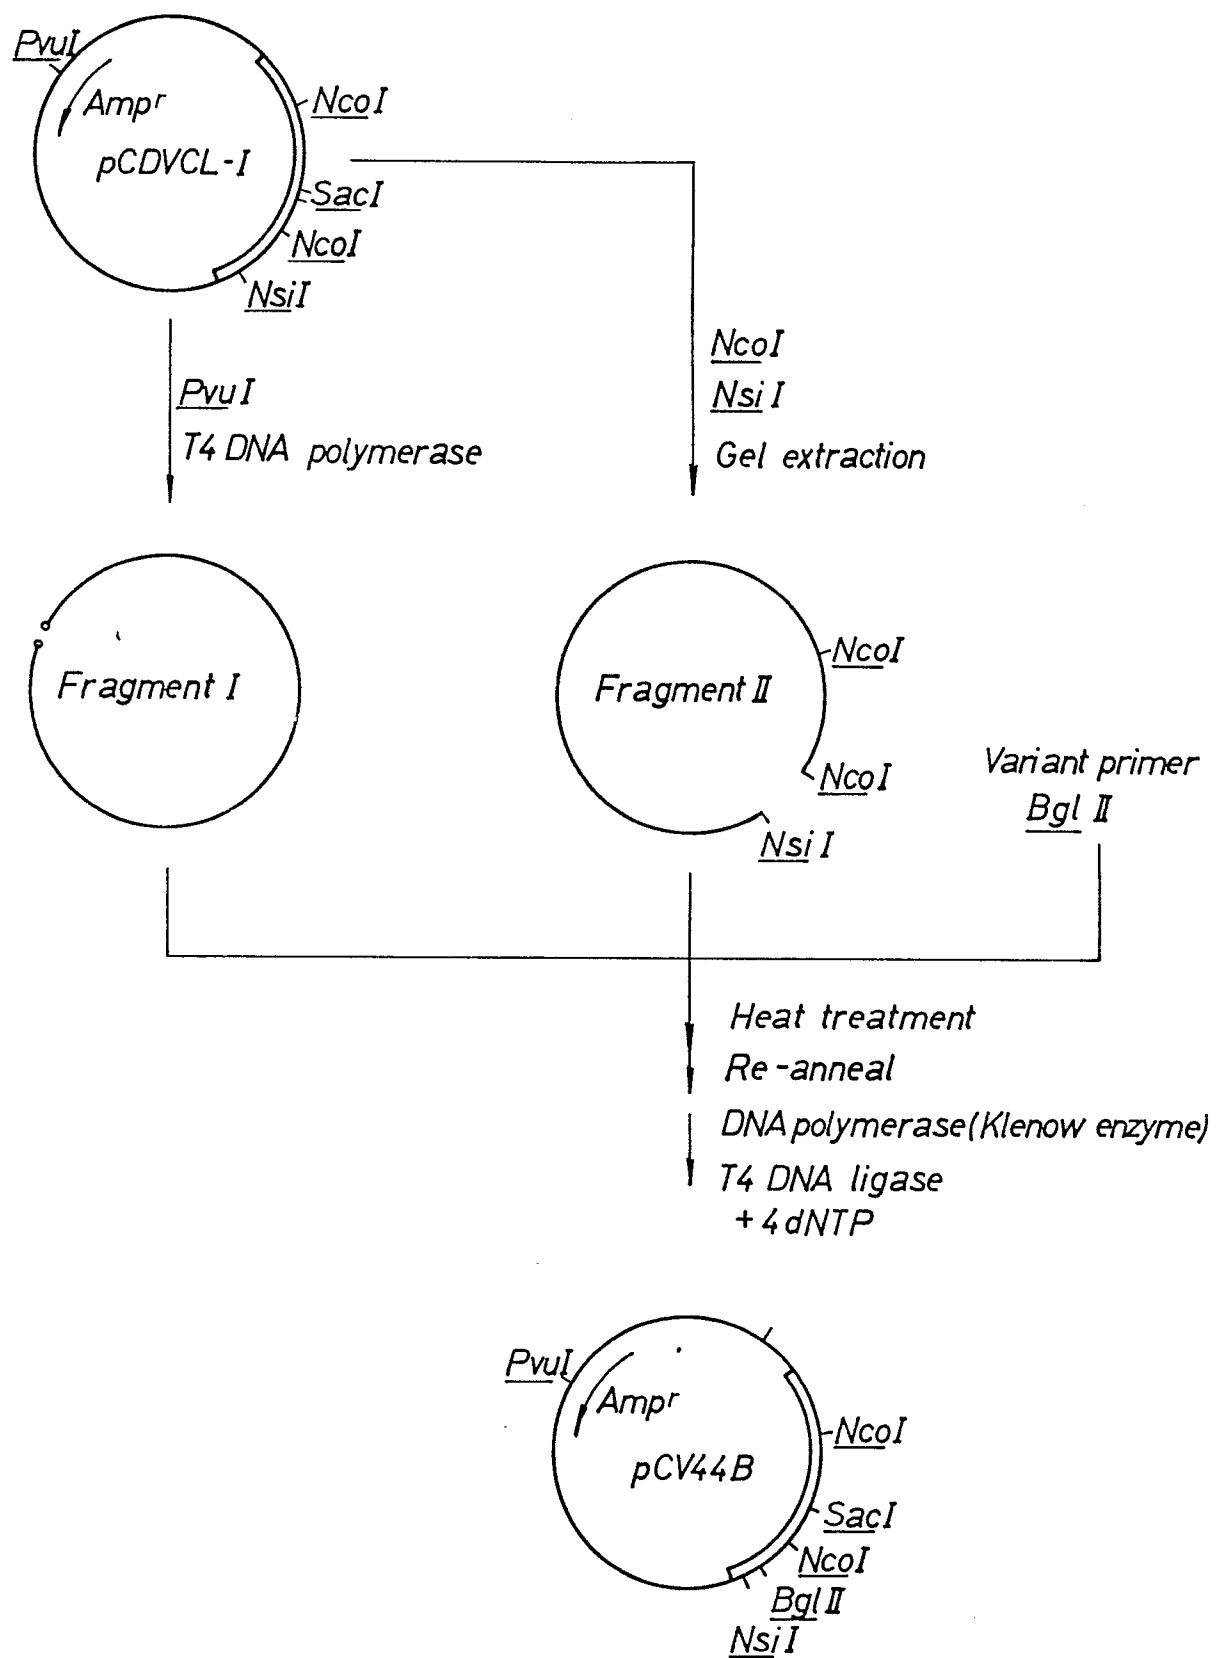 PvuI
Ampr
pCDVCL-I
NcoI
SacI
NcoI
NsiI
PvuI
T4 DNA polymerase
NcoI
NsiI
Gel extraction
Fragment I
Fragment II
NcoI
NcoI
NsiI
Variant primer
Bgl II
Heat treatment
Re-anneal
DNA polymerase(Klenow enzyme)
T4 DNA ligase
+4dNTP
PvuI
Ampr
pCV44B
NcoI
SacI
NcoI
Bgl II
NsiI